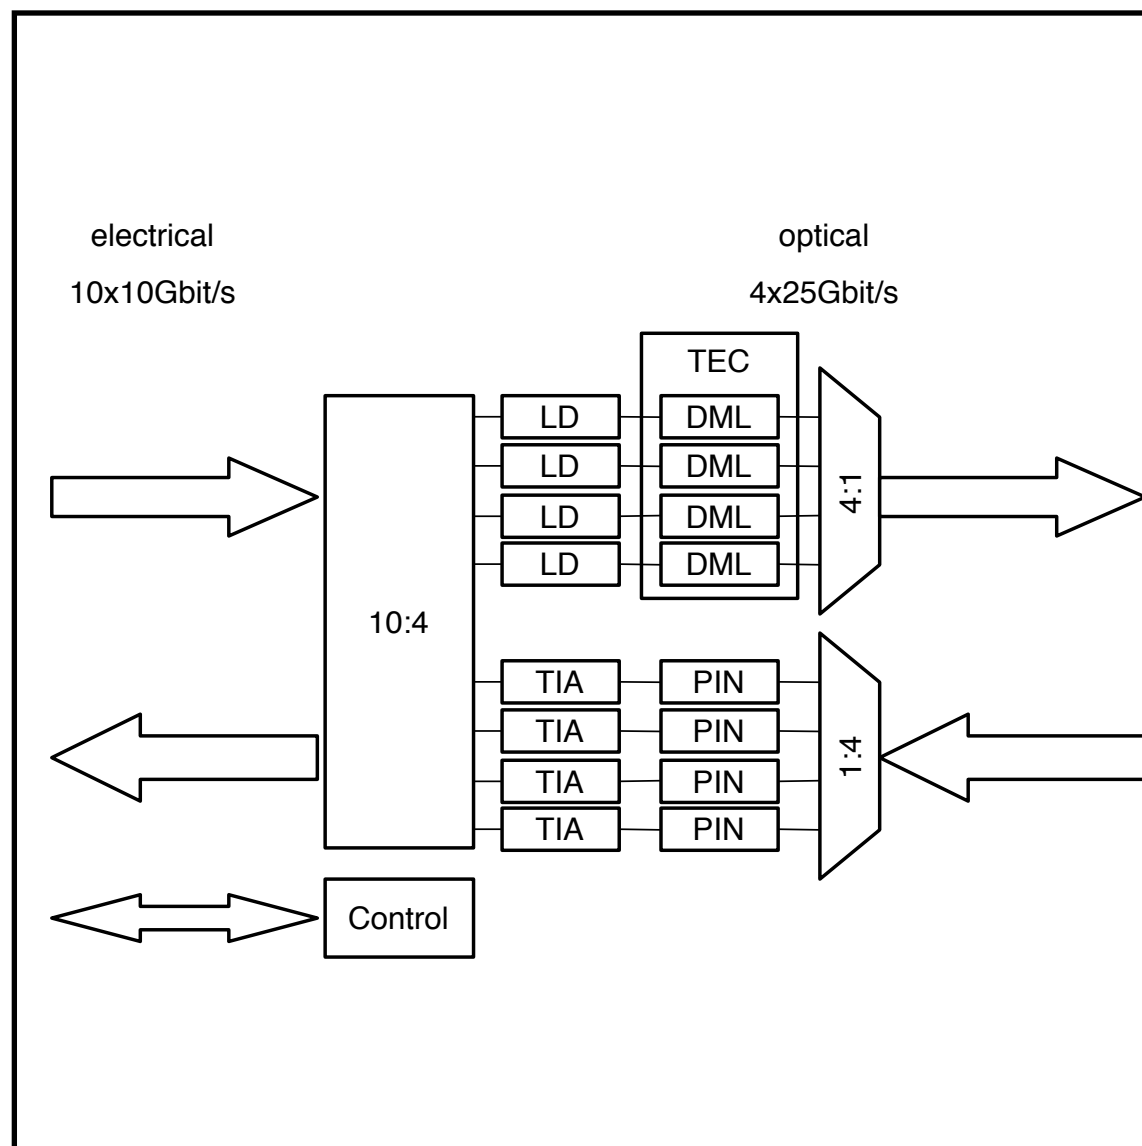 electrical
optical
10x10Gbit/s
4x25Gbit/s
TEC
LD
DML
LD
DML
LD
DML
LD
DML
4:1
10:4
TIA
PIN
TIA
PIN
TIA
PIN
TIA
PIN
1:4
Control